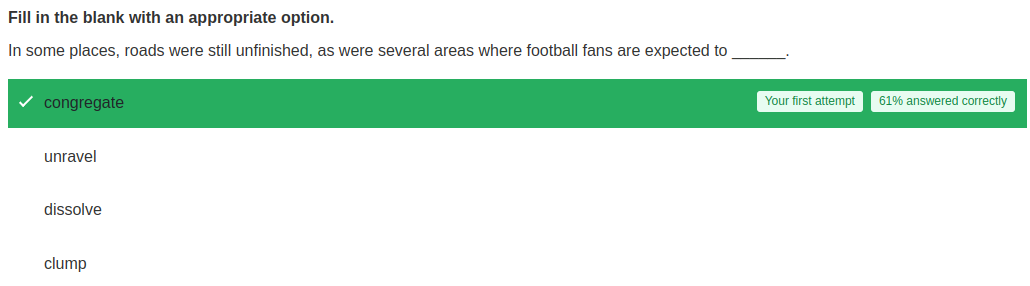 Fill in the blank with an appropriate option.
In some places, roads were still unfinished, as were several areas where football fans are expected to ______.
congregate Your first attempt 61% answered correctly
unravel
dissolve
clump